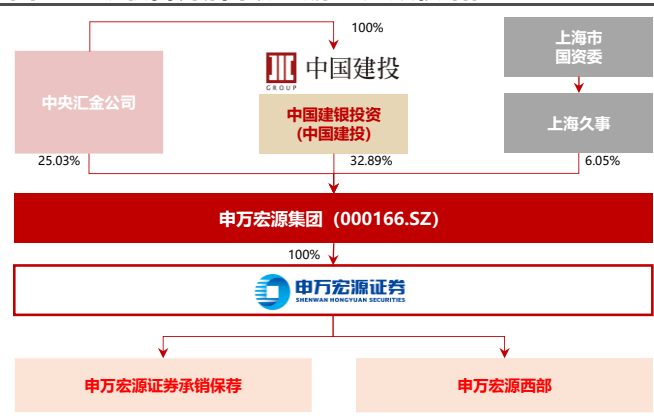 100%
上海市
国资委
中国建投
GROUP
中央汇金公司
中国建银投资
(中国建投)
上海久事
25.03%
32.89%
6.05%
申万宏源集团（000166.SZ）
100%
申万宏源证券
SHENWAN HONGYUAN SECURITIES
申万宏源证券承销保荐
申万宏源西部